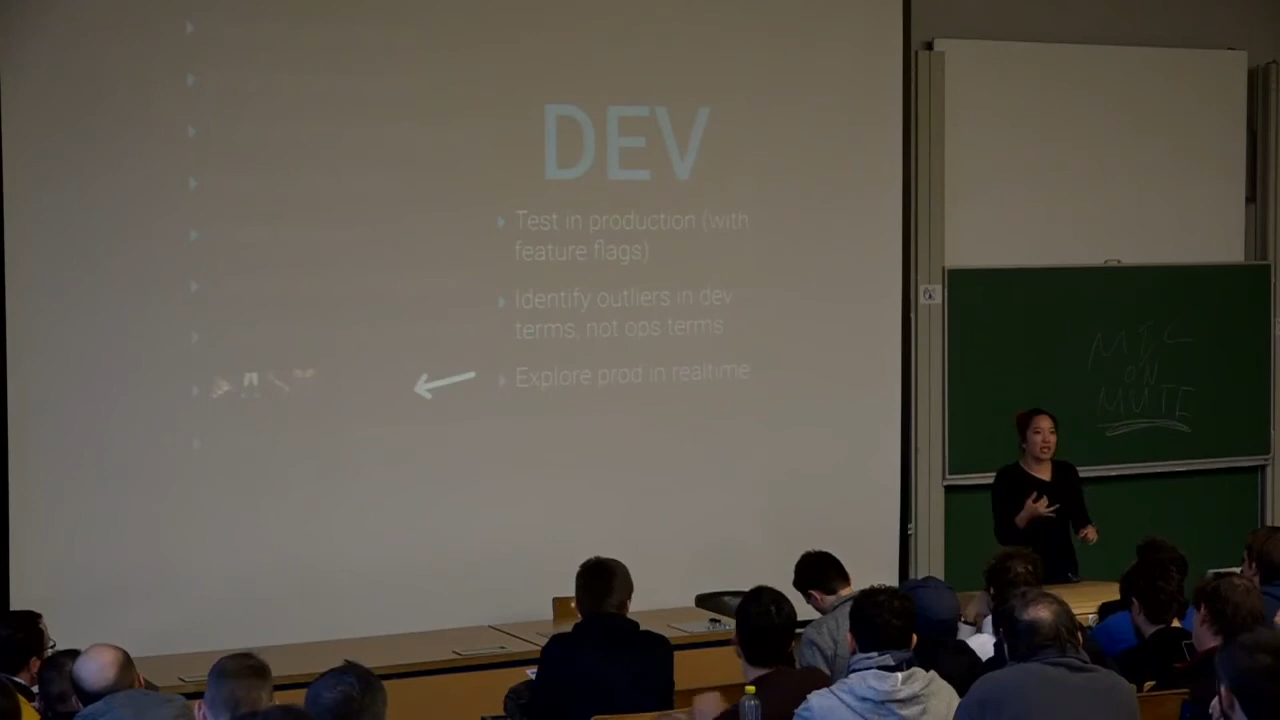 DEV
Test in production (with
feature flags)
Identify outliers in dev
terms, not ops terms
Explore prod in realtime
MIC
ON
MUTE